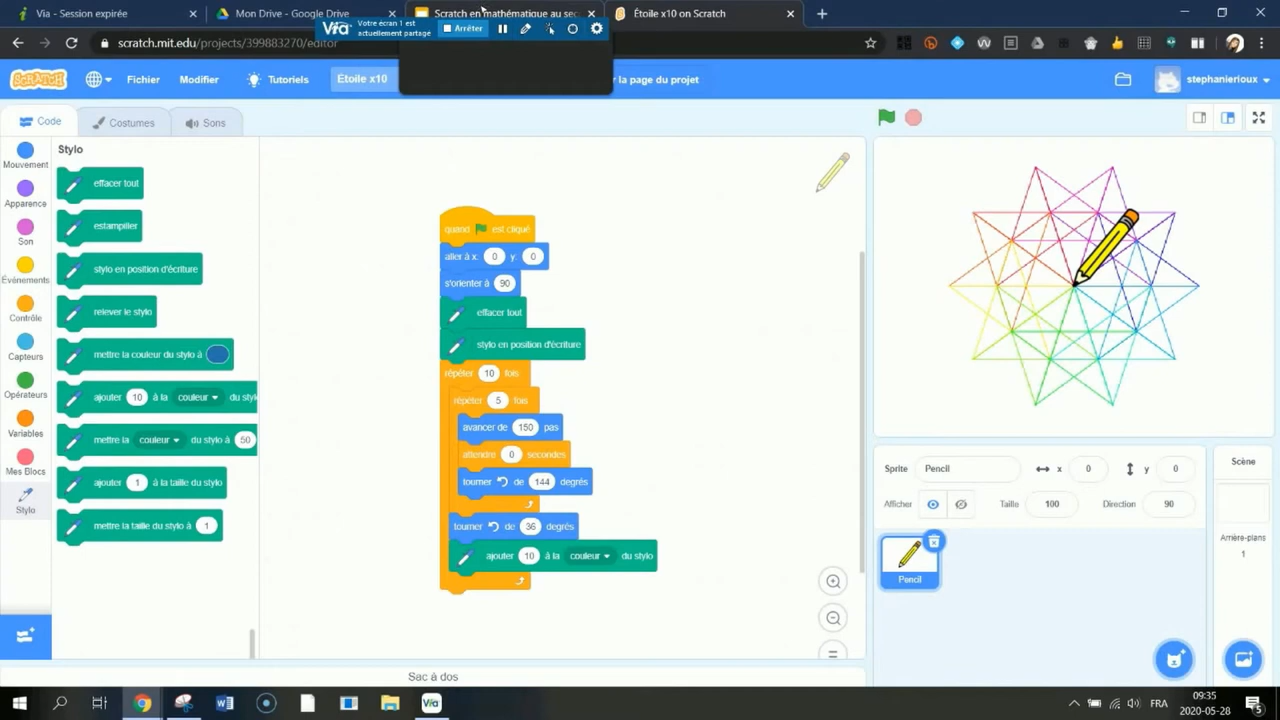 Via - Session expirée
Mon Drive - Google Drive
Scratch en mathématique au sec
Étoile x10 on Scratch
Via
Votre écran 1 est
actuellement partagé
Arrêter
scratch.mit.edu/projects/399883270/editor
SCRATCH
Fichier
Modifier
Tutoriels
Etoile x10
r la page du projet
stephanierioux
Code
Costumes
Sons
Mouvement
Apparence
Son
Événements
Contrôle
Capteurs
Opérateurs
Variables
Mes Blocs
Stylo
Stylo
effacer tout
estampiller
stylo en position d'écriture
relever le stylo
mettre la couleur du stylo à
ajouter 10 à la couleur du stylo
mettre la couleur du stylo à 50
ajouter 1 à la taille du stylo
mettre la taille du stylo à 1
quand est cliqué
aller à x: 0 y: 0
s'orienter à 90
effacer tout
stylo en position d'écriture
répéter 10 fois
répéter 5 fois
avancer de 150 pas
attendre 0 secondes
tourner de 144 degrés
tourner de 36 degrés
ajouter 10 à la couleur du stylo
Sac à dos
Sprite Pencil x 0 y 0
Afficher Taille 100 Direction 90
Pencil
Scène
Arrière-plans
1
Via
FRA
09:35
2020-05-28
5